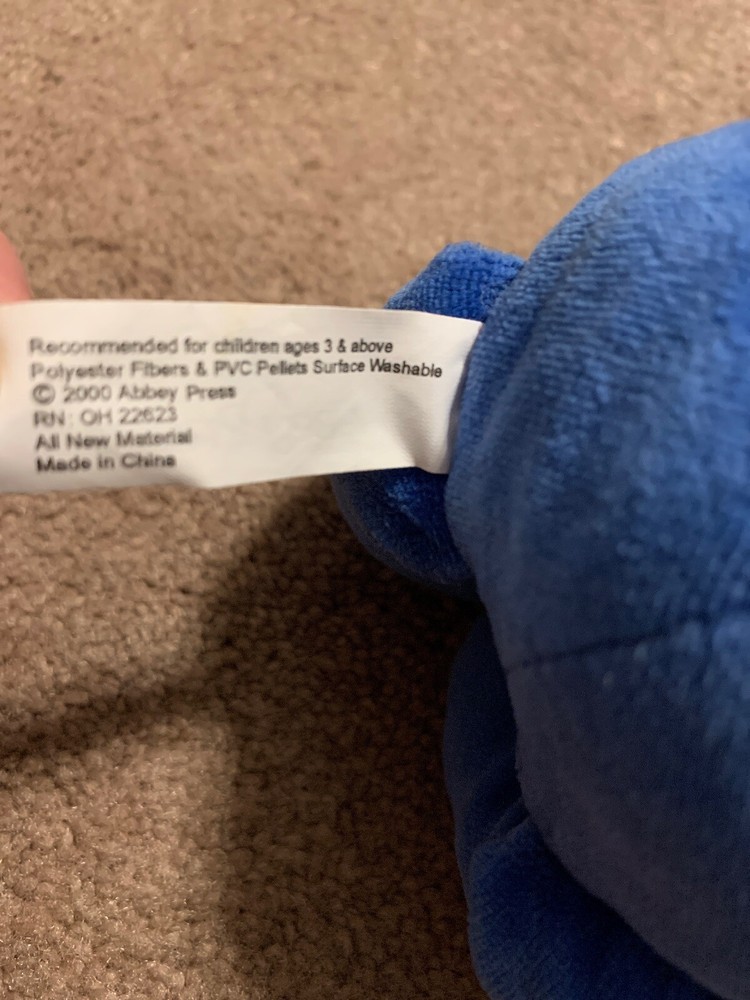 Recommended for children ages 3 & above
Polyester Fibers & PVC Pellets Surface Washable
© 2000 Abbey Press
RN: OH 22623
All New Material
Made in China